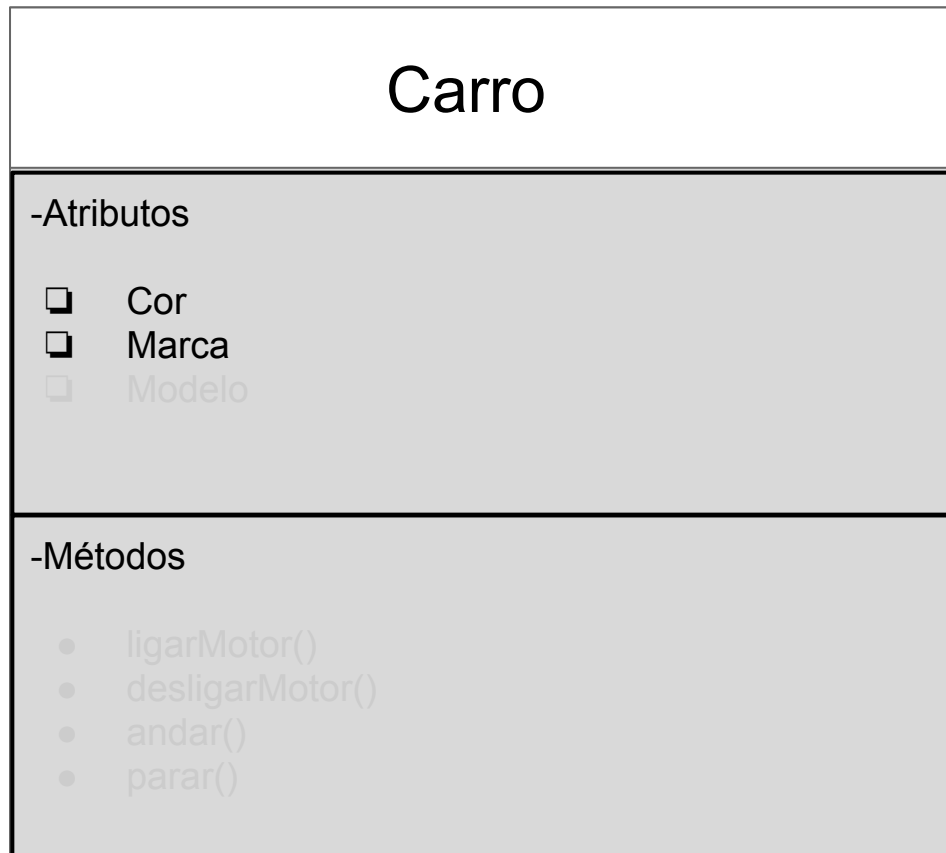 Carro
-Atributos
❏ Cor
❏ Marca
❏ Modelo
-Métodos
● ligarMotor()
● desligarMotor()
● andar()
● parar()